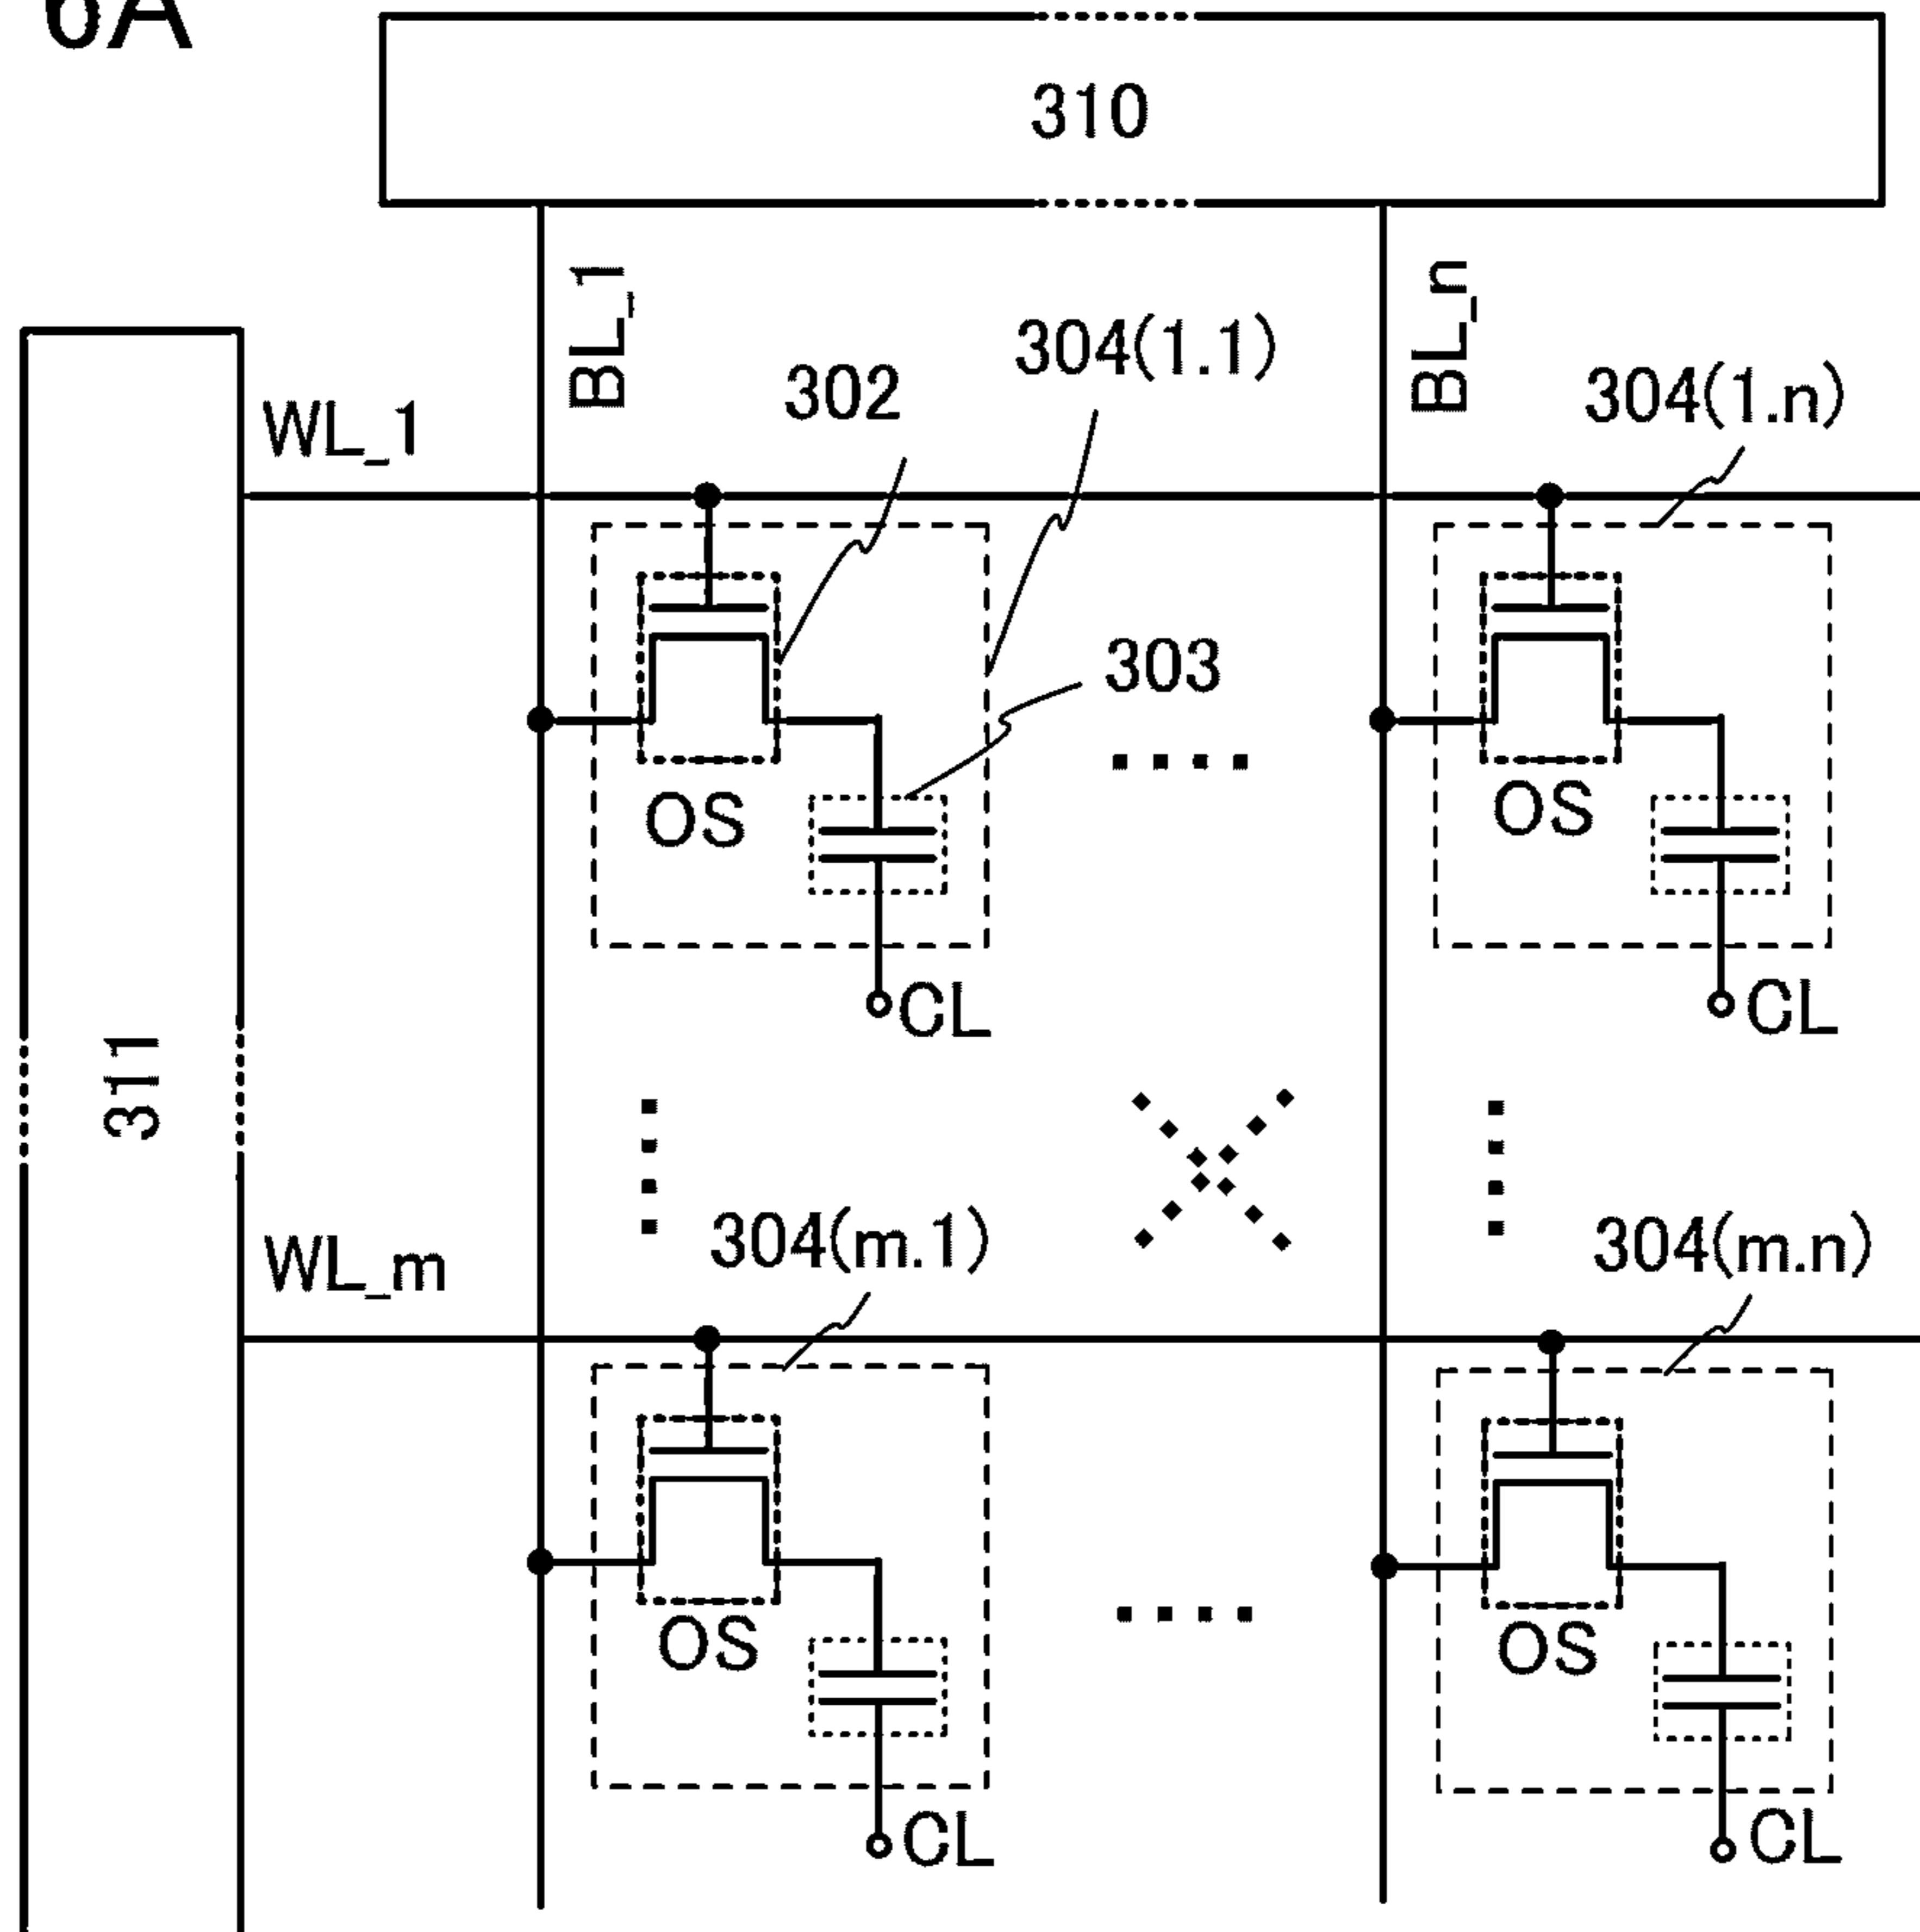 6A
310
BL_1
BL_n
304(1.1)
302
304(1.n)
WL_1
303
OS
OS
CL
CL
311
304(m.1)
304(m.n)
WL_m
OS
OS
CL
CL